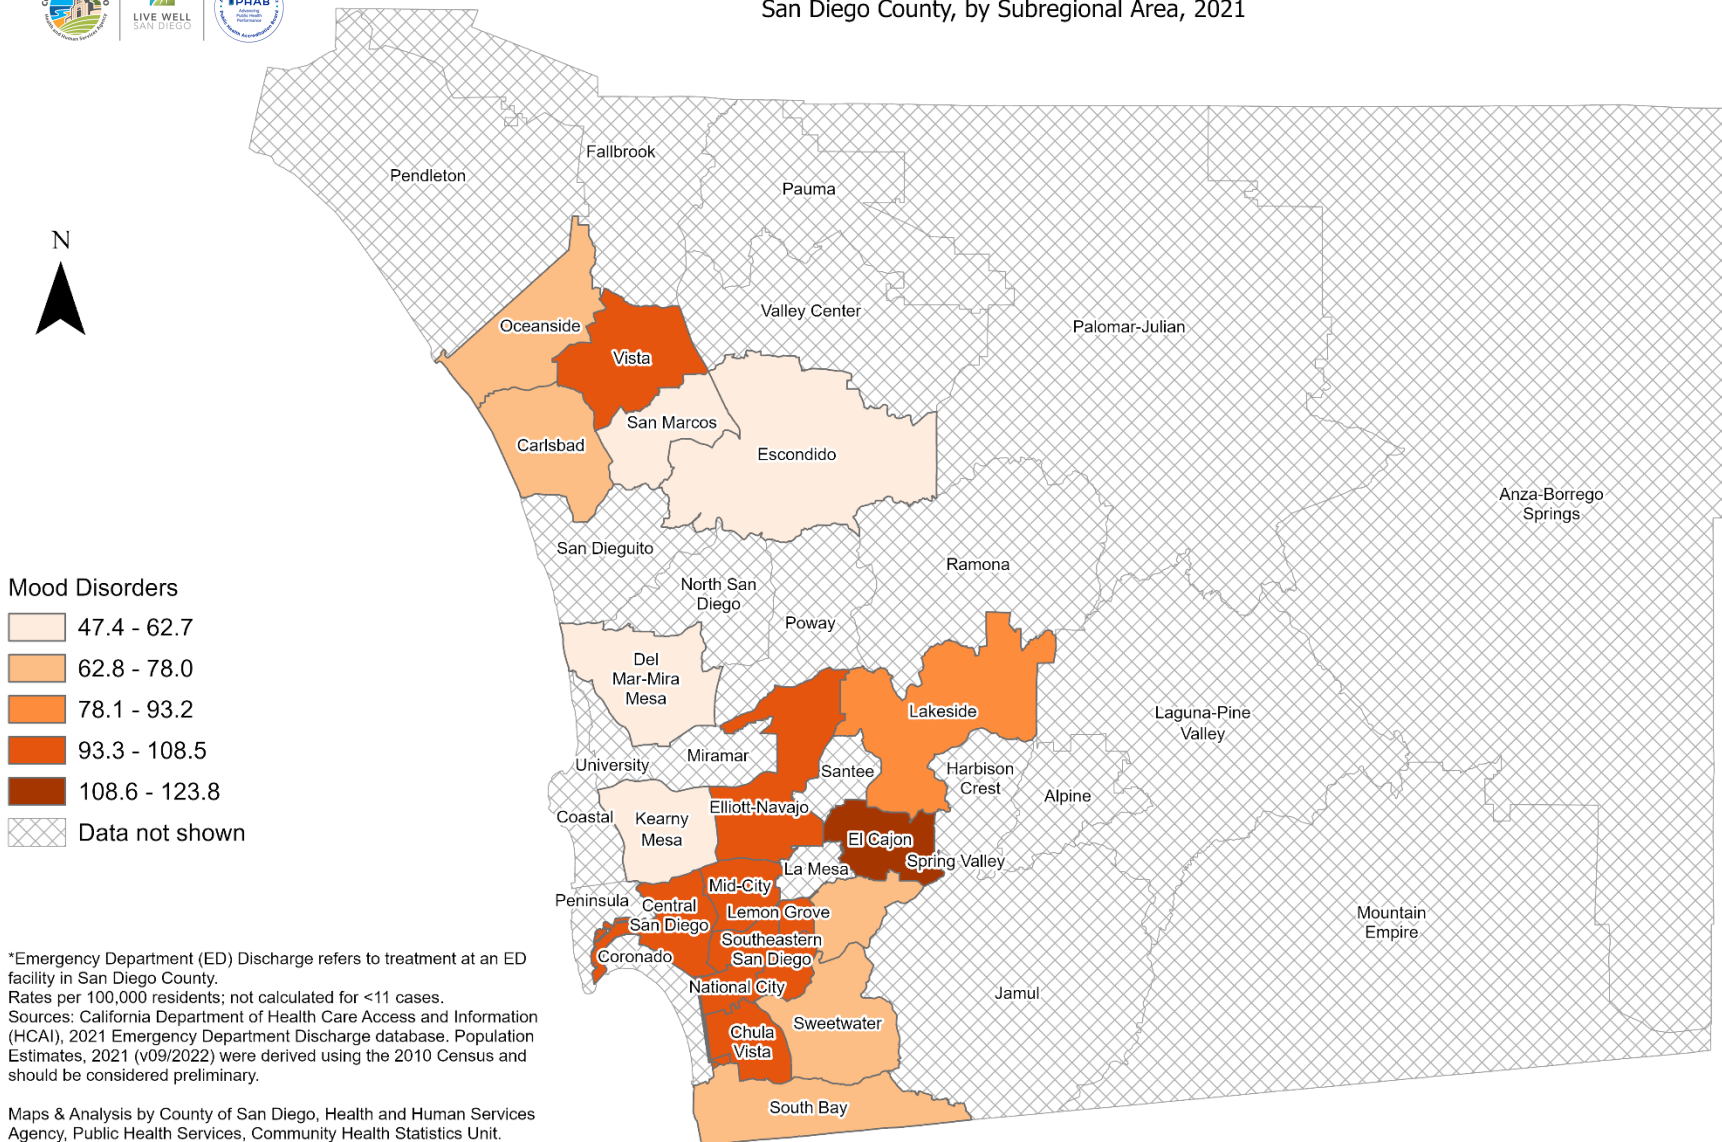 San Diego County, by Subregional Area, 2021
PHAB
Advancing
Public Health
Performance
LIVE WELL
SAN DIEGO
Fallbrook
Pendleton
Pauma
N
Valley Center
Oceanside
Palomar-Julian
Vista
San Marcos
Carlsbad
Escondido
Anza-Borrego
Springs
San Dieguito
Ramona
North San
Diego
Poway
Mood Disorders
47.4 - 62.7
62.8 - 78.0
78.1 - 93.2
93.3 - 108.5
108.6 - 123.8
Data not shown
Del
Mar-Mira
Mesa
Lakeside
Laguna-Pine
Valley
Miramar
University
Santee
Harbison
Crest
Alpine
Elliott-Navajo
Coastal
Kearny
Mesa
El Cajon
Spring Valley
La Mesa
Mid-City
Peninsula
Central
San Diego
Lemon Grove
Mountain
Empire
Southeastern
San Diego
Coronado
National City
Jamul
Sweetwater
Chula
Vista
South Bay
*Emergency Department (ED) Discharge refers to treatment at an ED
facility in San Diego County.
Rates per 100,000 residents; not calculated for <11 cases.
Sources: California Department of Health Care Access and Information
(HCAI), 2021 Emergency Department Discharge database. Population
Estimates, 2021 (v09/2022) were derived using the 2010 Census and
should be considered preliminary.
Maps & Analysis by County of San Diego, Health and Human Services
Agency, Public Health Services, Community Health Statistics Unit.